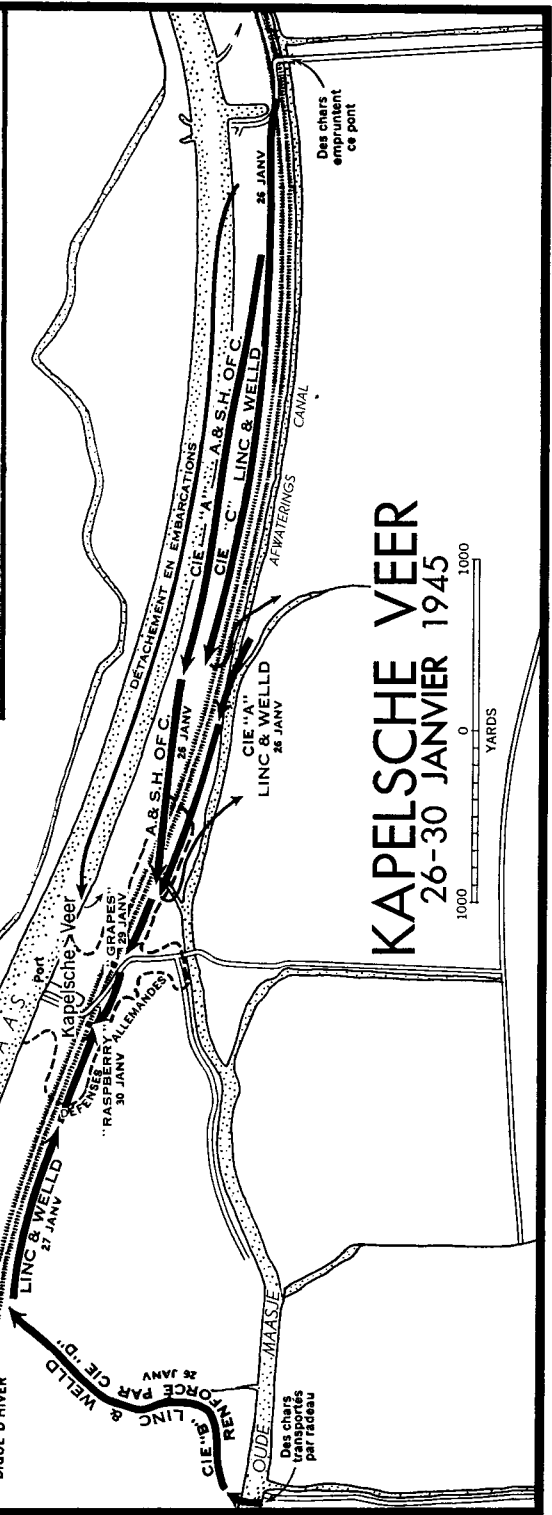 KAPELSCHE VEER
26-30 JANVIER 1945
1000 0 1000
YARDS
DIGUE D'HIVER
LINC & WELLD
27 JANV
CIE "B" LINC & WELLD
RENFORCÉ PAR CIE "D"
26 JANV
OUDE MAASJE
Des chars
transportés
par radeau
DÉFENSES ALLEMANDES
"RASPBERRY"
30 JANV
Port
Kapelsche Veer
"GRAPES"
29 JANV
A. & S.H. OF C.
26 JANV
CIE "A"
LINC & WELLD
26 JANV
DÉTACHEMENT EN EMBARCATIONS
CIE "A" A. & S.H. OF C.
CIE "C" LINC & WELLD
26 JANV
AFWATERINGS CANAL
Des chars
empruntent
ce pont